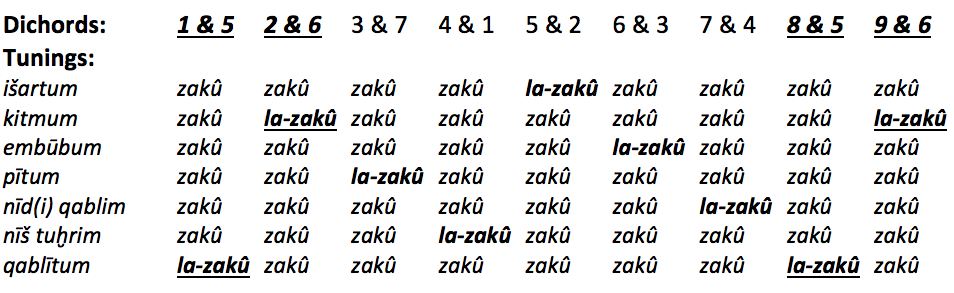 Dichords: 1 & 5 2 & 6 3 & 7 4 & 1 5 & 2 6 & 3 7 & 4 8 & 5 9 & 6
Tunings:
išartum zakû zakû zakû zakû la-zakû zakû zakû zakû zakû
kitmum zakû la-zakû zakû zakû zakû zakû zakû zakû la-zakû
embūbum zakû zakû zakû zakû zakû la-zakû zakû zakû zakû
pītum zakû zakû la-zakû zakû zakû zakû zakû zakû zakû
nīd(i) qablim zakû zakû zakû zakû zakû zakû la-zakû zakû zakû
nīš tuḫrim zakû zakû zakû la-zakû zakû zakû zakû zakû zakû
qablītum la-zakû zakû zakû zakû zakû zakû zakû la-zakû zakû